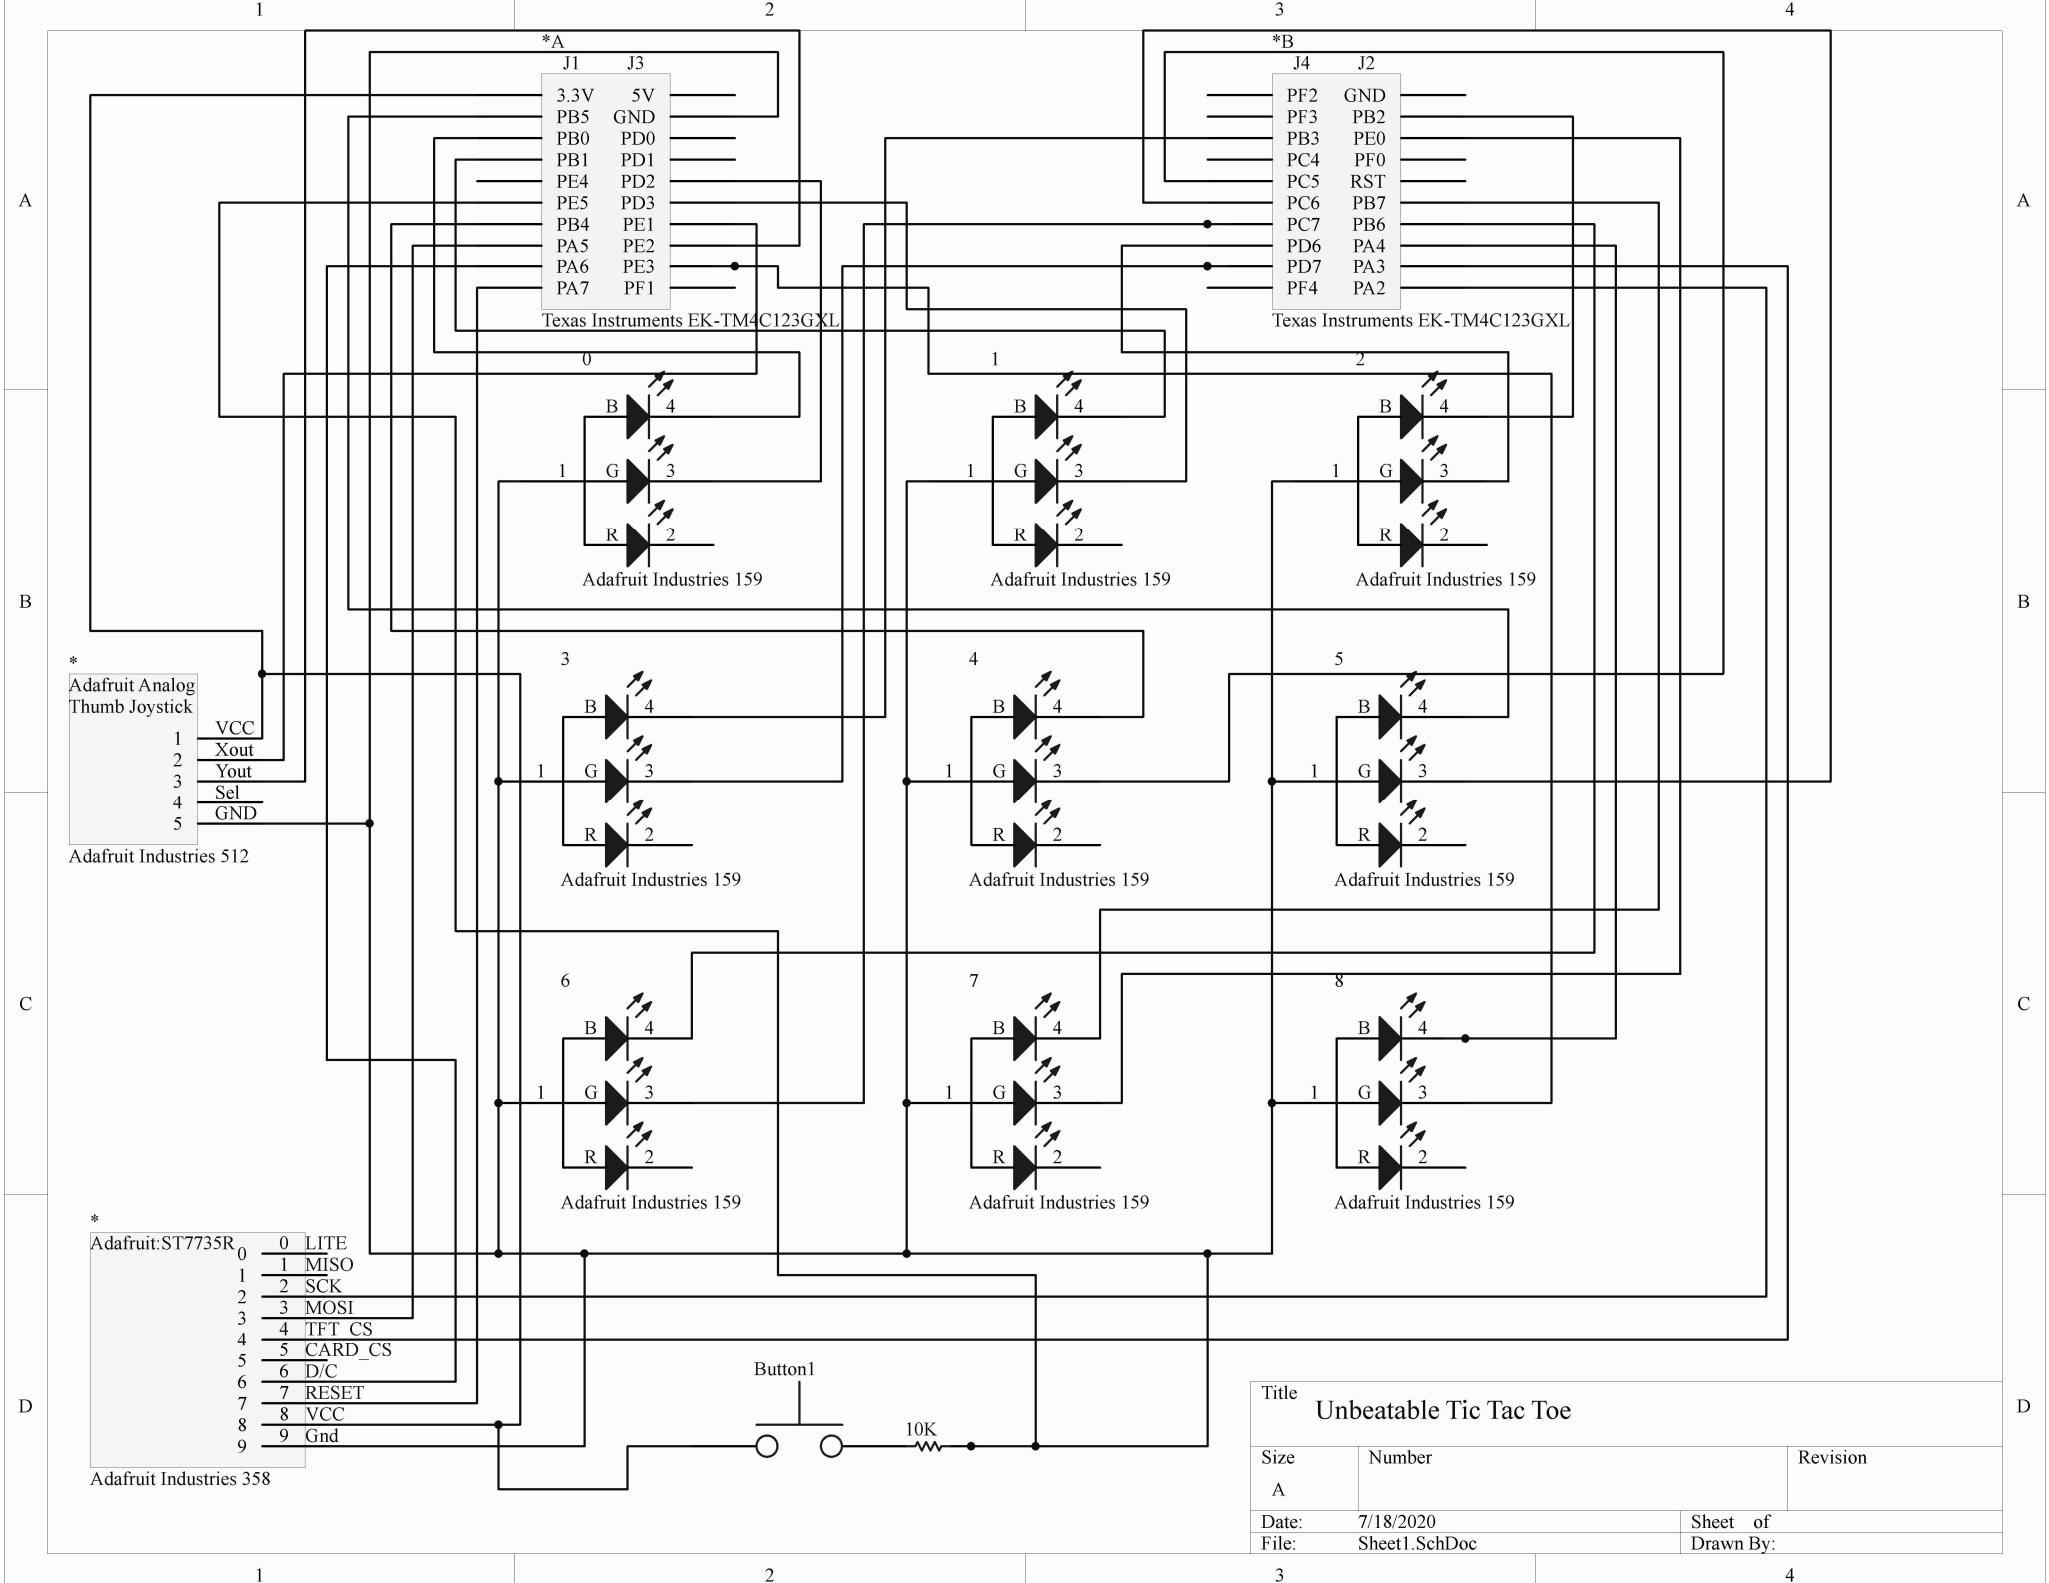 1 2 3 4
*A *B
J1 J3 J4 J2
3.3V 5V PF2 GND
PB5 GND PF3 PB2
PB0 PD0 PB3 PE0
PB1 PD1 PC4 PF0
PE4 PD2 PC5 RST
A PE5 PD3 PC6 PB7 A
PB4 PE1 PC7 PB6
PA5 PE2 PD6 PA4
PA6 PE3 PD7 PA3
PA7 PF1 PF4 PA2
Texas Instruments EK-TM4C123GXL Texas Instruments EK-TM4C123GXL
0 1 2
B 4 B 4 B 4
1 G 3 1 G 3 1 G 3
R 2 R 2 R 2
Adafruit Industries 159 Adafruit Industries 159 Adafruit Industries 159
B B
* 3 4 5
Adafruit Analog
Thumb Joystick
B 4 B 4 B 4
1 VCC
2 Xout
3 Yout
1 G 3 1 G 3 1 G 3
4 Sel
5 GND
R 2 R 2 R 2
Adafruit Industries 512
Adafruit Industries 159 Adafruit Industries 159 Adafruit Industries 159
6 7 8
C C
B 4 B 4 B 4
1 G 3 1 G 3 1 G 3
R 2 R 2 R 2
Adafruit Industries 159 Adafruit Industries 159 Adafruit Industries 159
*
Adafruit:ST7735R
0 0 LITE
1 1 MISO
2 2 SCK
3 3 MOSI
4 4 TFT_CS
5 5 CARD_CS
6 6 D/C
7 7 RESET
8 8 VCC
9 9 Gnd
Adafruit Industries 358
Button1
10K
D D
Title Unbeatable Tic Tac Toe
Size Number Revision
A
Date: 7/18/2020 Sheet of
File: Sheet1.SchDoc Drawn By:
1 2 3 4